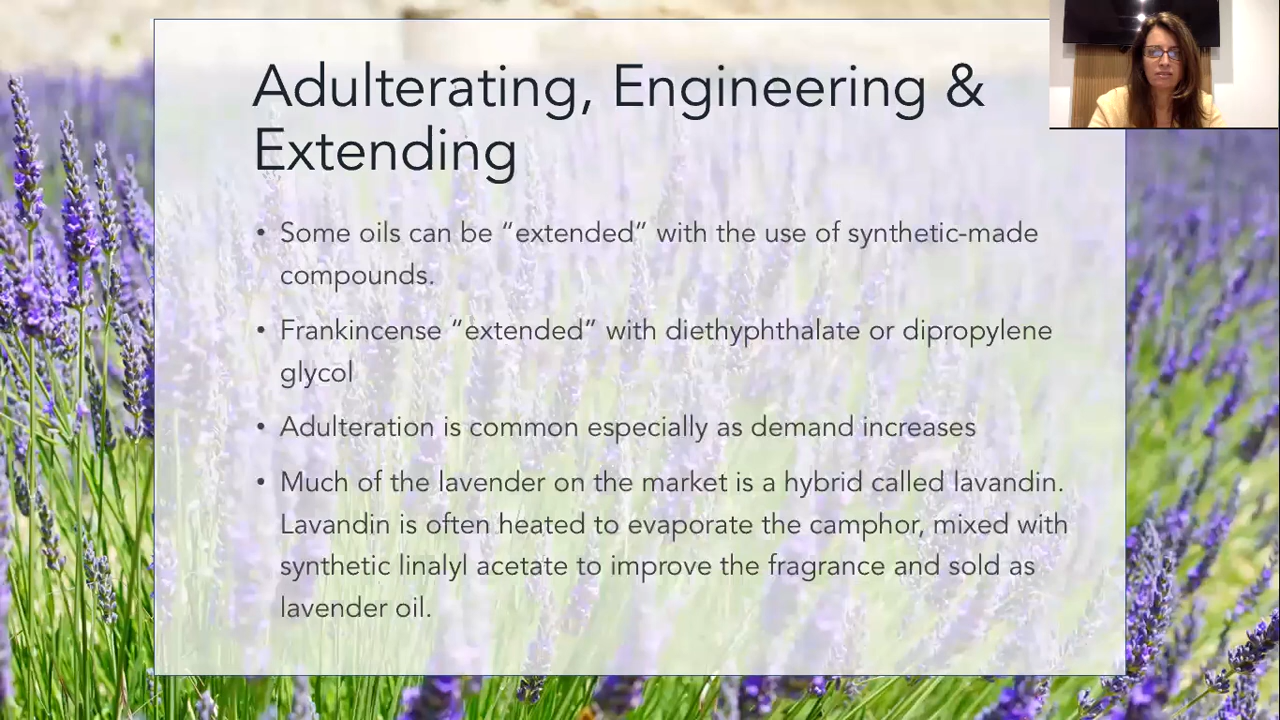 Adulterating, Engineering &
Extending
• Some oils can be “extended” with the use of synthetic-made
compounds.
• Frankincense “extended” with diethyphthalate or dipropylene
glycol
• Adulteration is common especially as demand increases
• Much of the lavender on the market is a hybrid called lavandin.
Lavandin is often heated to evaporate the camphor, mixed with
synthetic linalyl acetate to improve the fragrance and sold as
lavender oil.